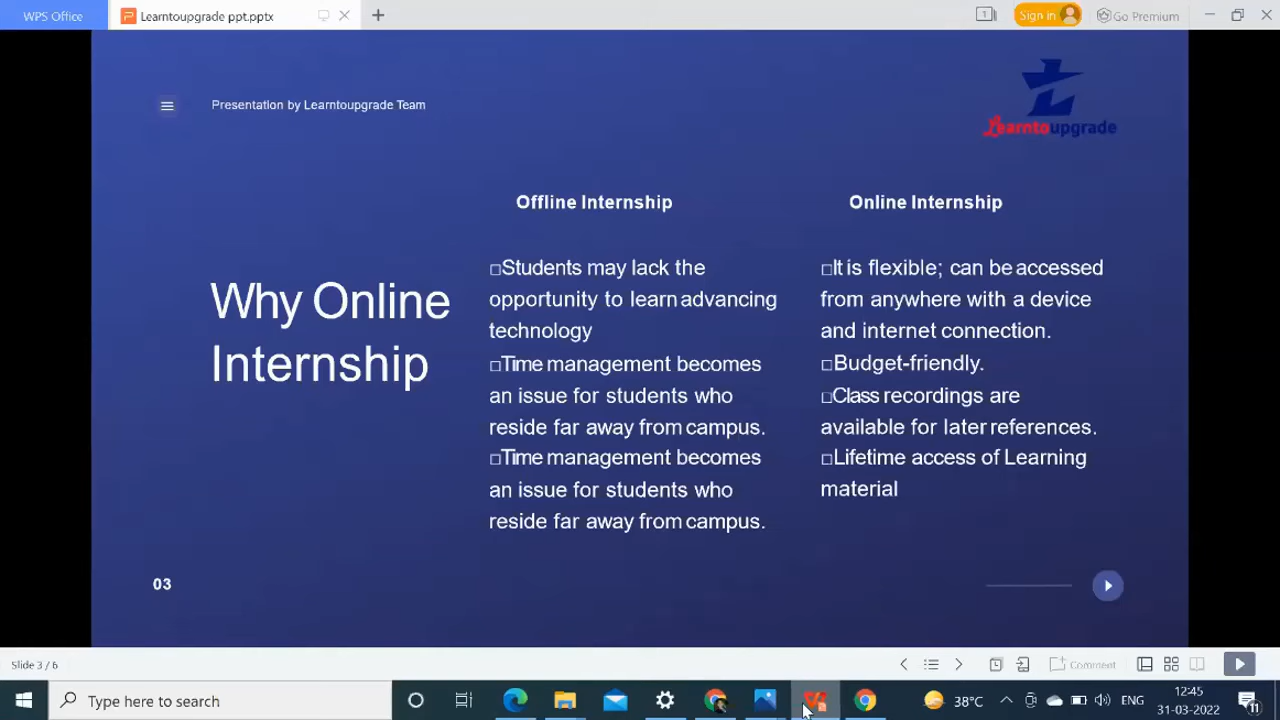 WPS Office
Learntoupgrade ppt.pptx
1
Sign in
Go Premium
Presentation by Learntoupgrade Team
Learntoupgrade
Why Online
Internship
Offline Internship
□Students may lack the
opportunity to learn advancing
technology
□Time management becomes
an issue for students who
reside far away from campus.
□Time management becomes
an issue for students who
reside far away from campus.
Online Internship
□It is flexible; can be accessed
from anywhere with a device
and internet connection.
□Budget-friendly.
□Class recordings are
available for later references.
□Lifetime access of Learning
material
03
Slide 3 / 6
Comment
Type here to search
38°C
ENG
12:45
31-03-2022
11